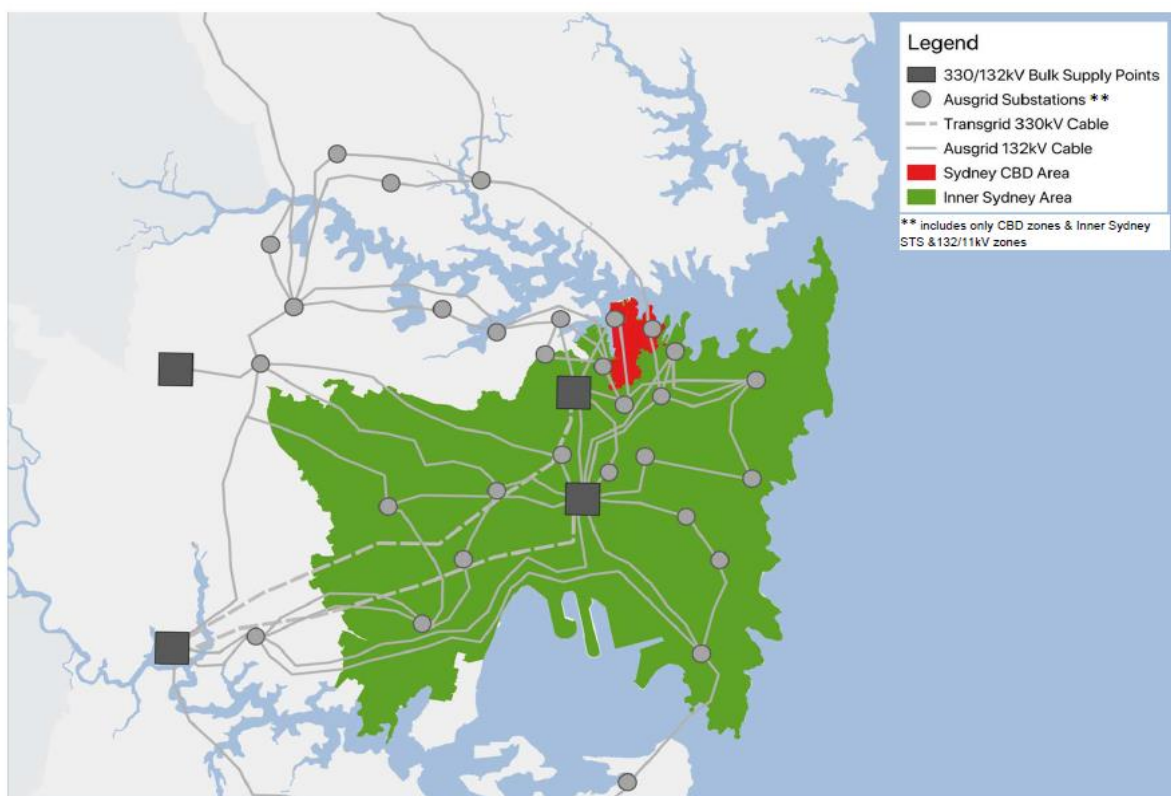 Legend
330/132kV Bulk Supply Points
Ausgrid Substations **
Transgrid 330kV Cable
Ausgrid 132kV Cable
Sydney CBD Area
Inner Sydney Area
** includes only CBD zones & Inner Sydney
STS &132/11kV zones